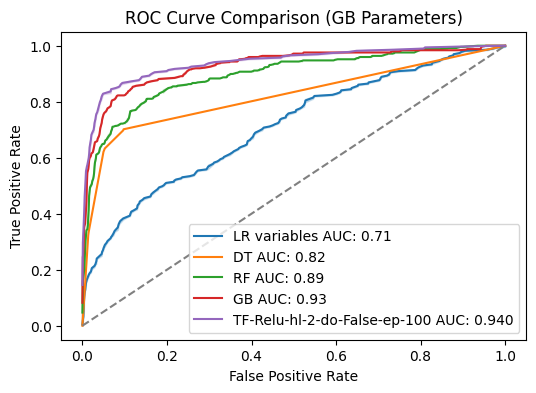 ROC Curve Comparison (GB Parameters)
True Positive Rate
1.0
0.8
0.6
0.4
0.2
0.0
LR variables AUC: 0.71
DT AUC: 0.82
RF AUC: 0.89
GB AUC: 0.93
TF-Relu-hl-2-do-False-ep-100 AUC: 0.940
0.0 0.2 0.4 0.6 0.8 1.0
False Positive Rate